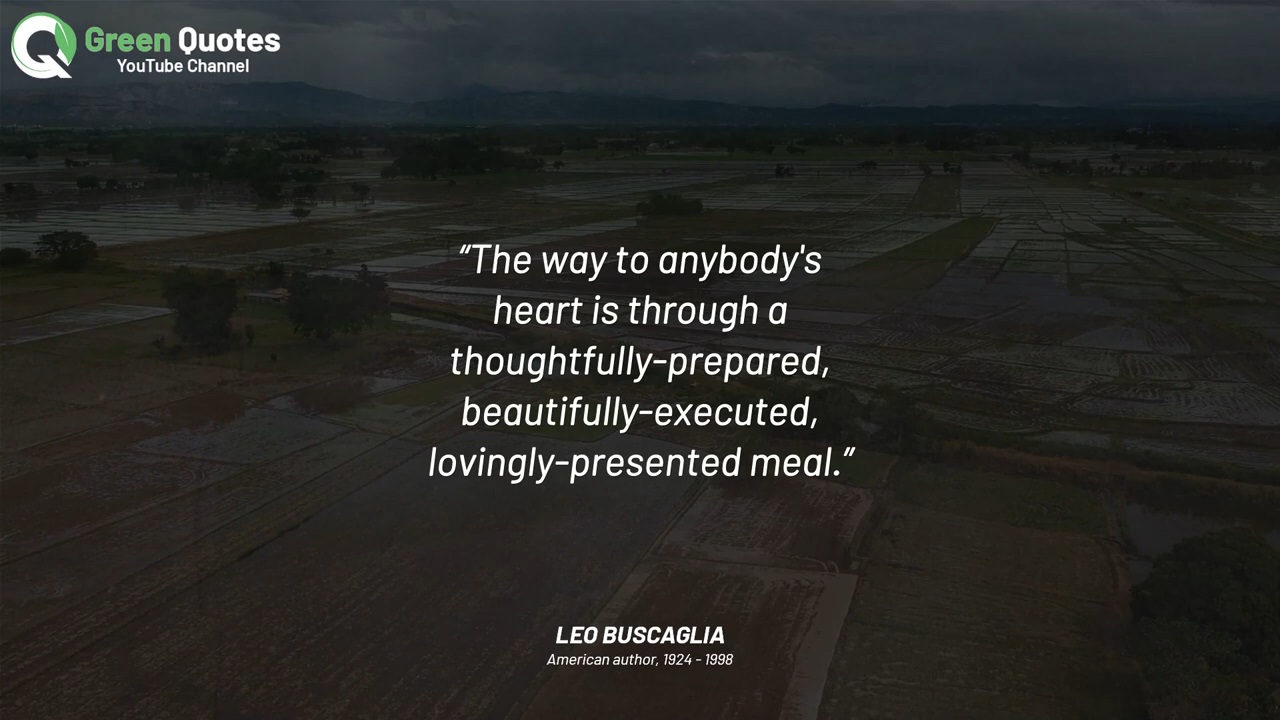 Green Quotes
YouTube Channel
“The way to anybody's
heart is through a
thoughtfully-prepared,
beautifully-executed,
lovingly-presented meal.”
LEO BUSCAGLIA
American author, 1924 - 1998